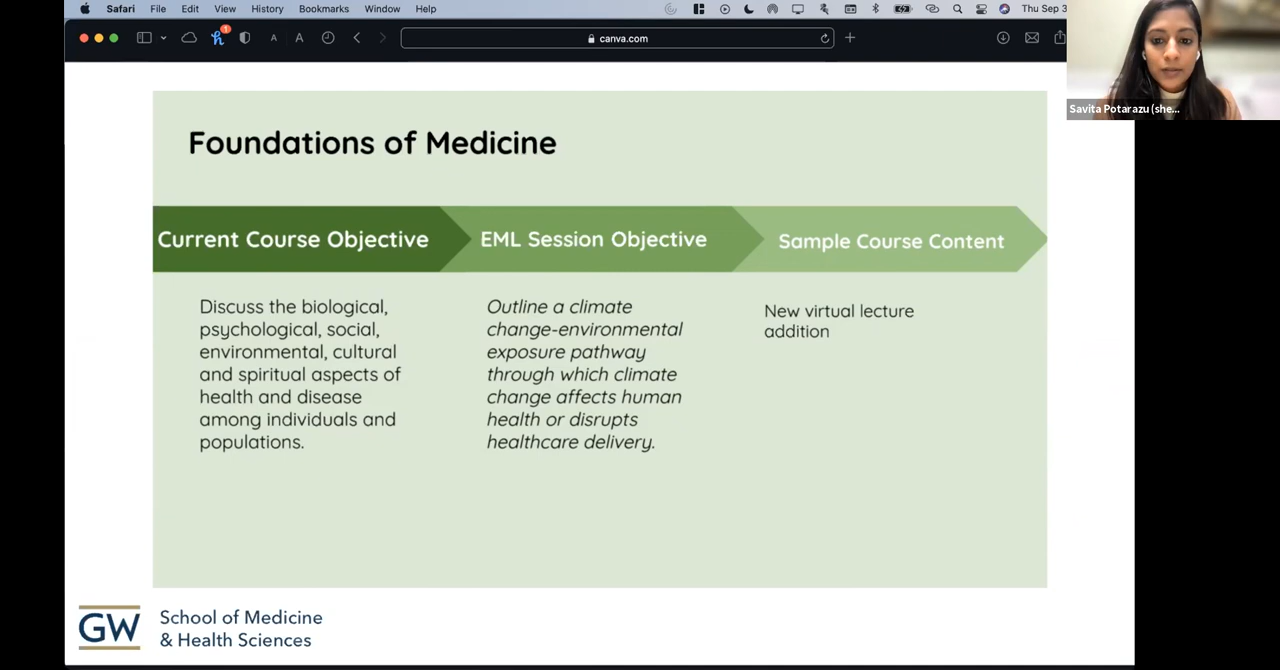 Safari File Edit View History Bookmarks Window Help Thu Sep 3
1 A A canva.com
Savita Potarazu (she...
Foundations of Medicine
Current Course Objective
EML Session Objective
Sample Course Content
Discuss the biological,
psychological, social,
environmental, cultural
and spiritual aspects of
health and disease
among individuals and
populations.
Outline a climate
change-environmental
exposure pathway
through which climate
change affects human
health or disrupts
healthcare delivery.
New virtual lecture
addition
GW
School of Medicine
& Health Sciences